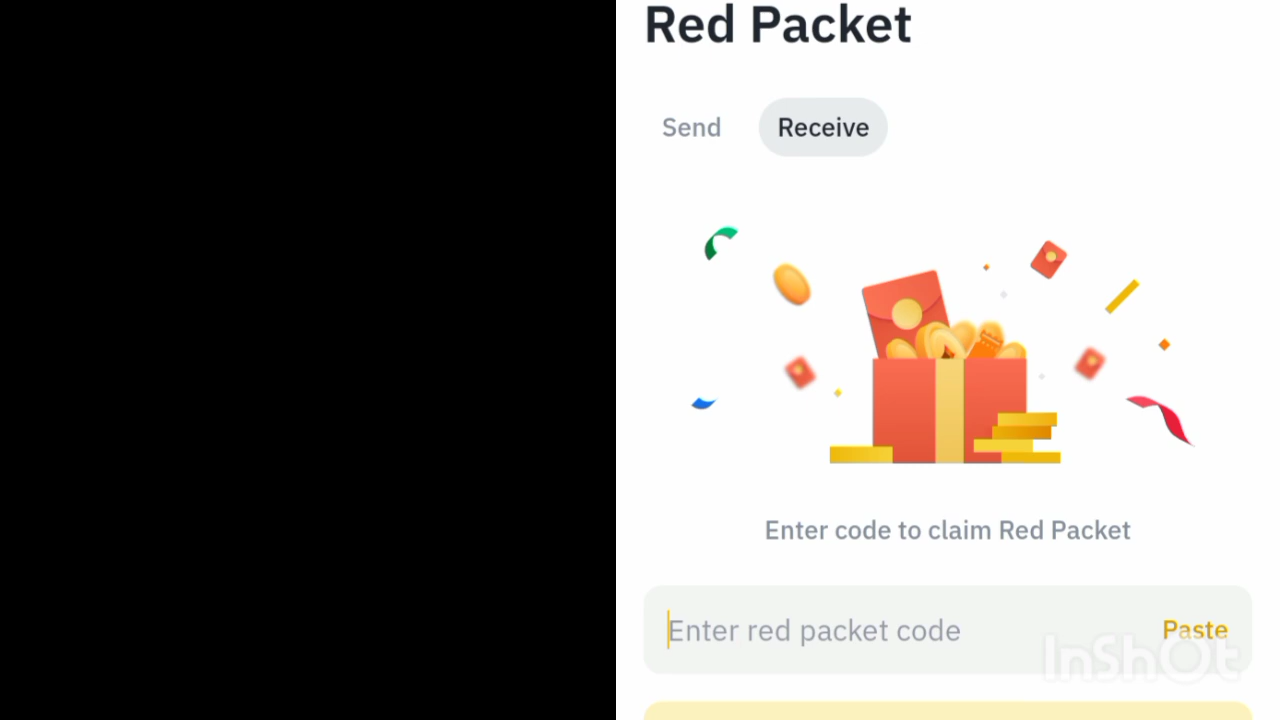 Red Packet
Send
Receive
Enter code to claim Red Packet
Enter red packet code
Paste
InShOt